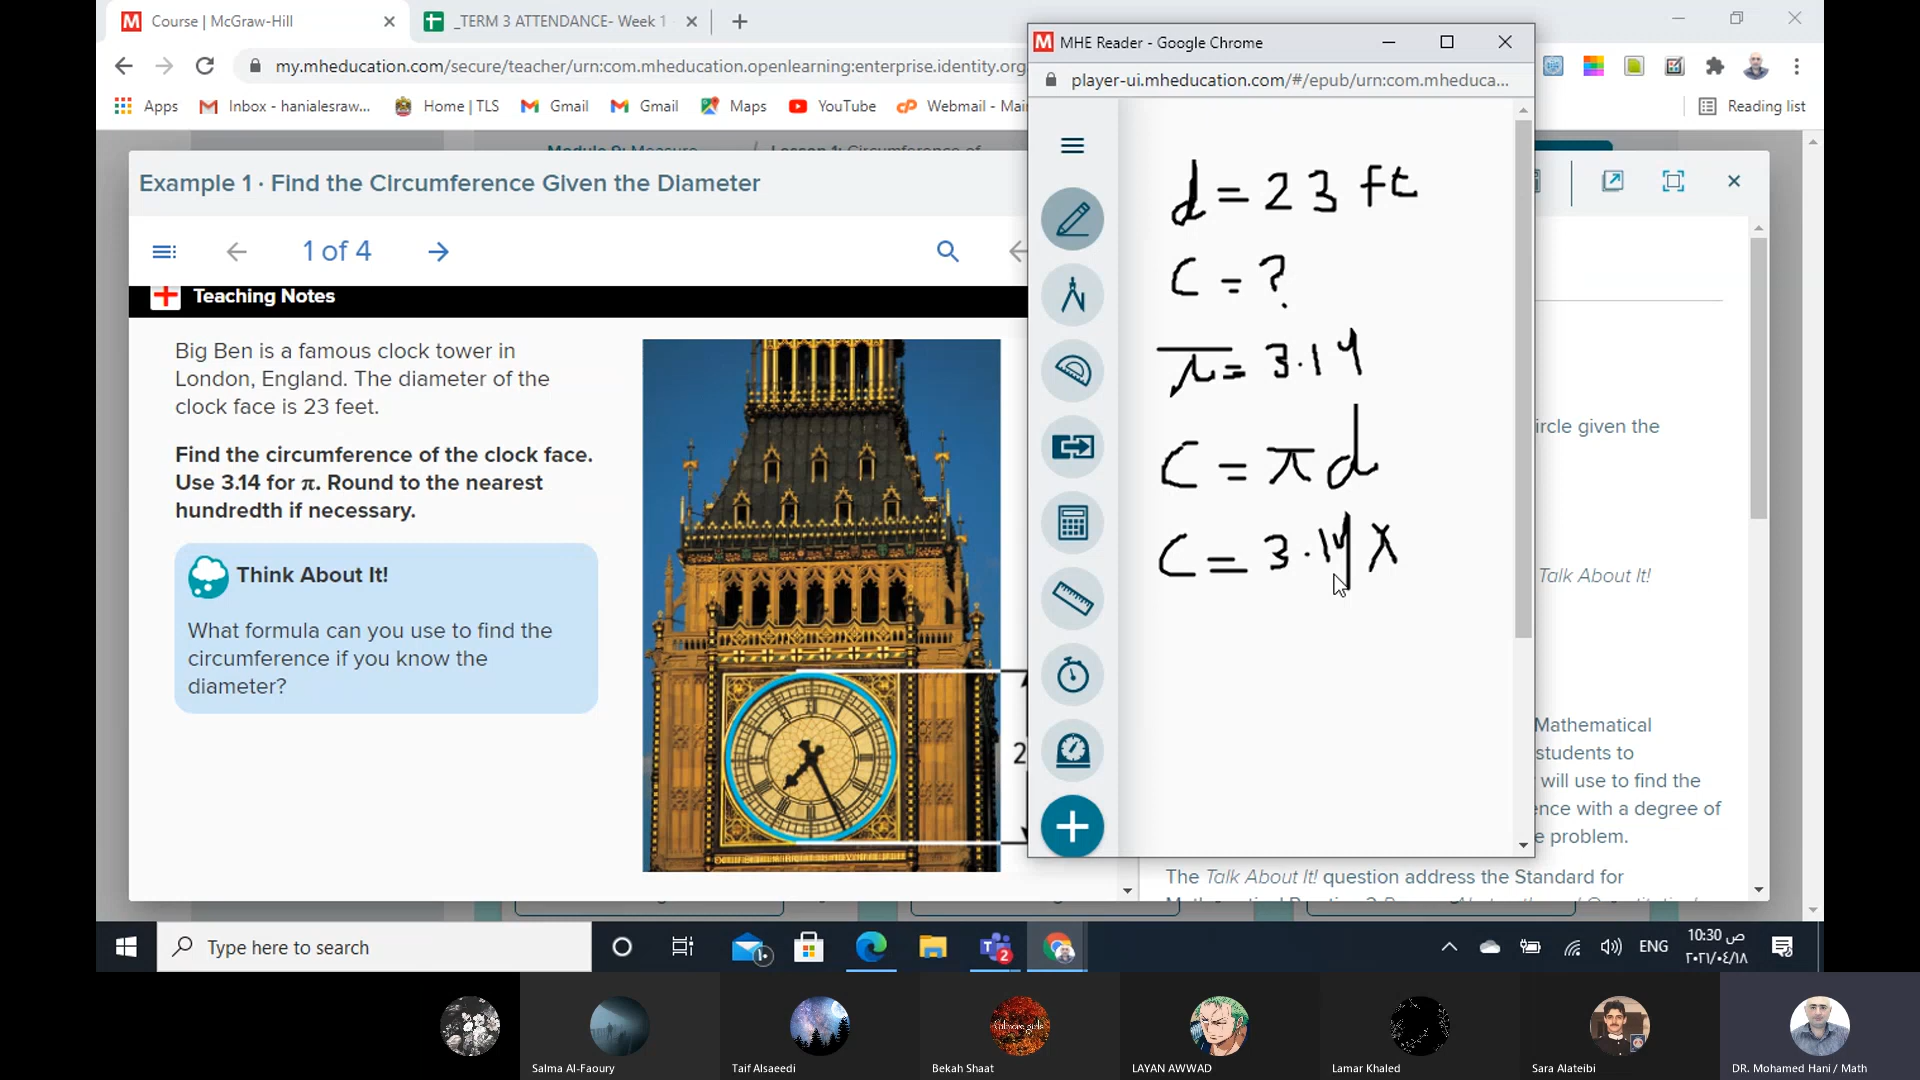 Course | McGraw-Hill
_TERM 3 ATTENDANCE- Week 1
my.mheducation.com/secure/teacher/urn:com.mheducation.openlearning:enterprise.identity.org
Apps
Inbox - hanialesraw...
Home | TLS
Gmail
Gmail
Maps
YouTube
Webmail - Mai
Reading list
MHE Reader - Google Chrome
player-ui.mheducation.com/#/epub/urn:com.mheduca...
Example 1 · Find the Circumference Given the Diameter
1 of 4
Teaching Notes
Big Ben is a famous clock tower in
London, England. The diameter of the
clock face is 23 feet.
Find the circumference of the clock face.
Use 3.14 for π. Round to the nearest
hundredth if necessary.
Think About It!
What formula can you use to find the
circumference if you know the
diameter?
2
d = 23 ft
C = ?
π = 3.14
C = π d
C = 3.14 x
ircle given the
Talk About It!
Mathematical
students to
will use to find the
ence with a degree of
e problem.
The Talk About It! question address the Standard for
Type here to search
2
ENG
10:30 ص
٢٠٢١/٠٤/١٨
Salma Al-Faoury
Taif Alsaeedi
Bekah Shaat
LAYAN AWWAD
Lamar Khaled
Sara Alateibi
DR. Mohamed Hani / Math